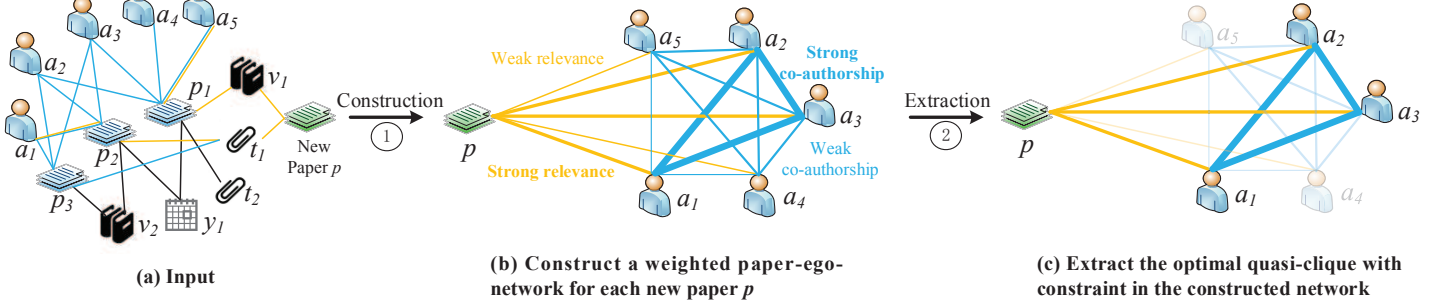 a3
a4
a5
a2
p1
v1
a1
p2
t1
New
Paper p
p3
t2
v2
y1
(a) Input
Construction
1
Weak relevance
a5
a2
Strong
co-authorship
p
a3
Strong relevance
Weak
co-authorship
a1
a4
(b) Construct a weighted paper-ego-
network for each new paper p
Extraction
2
a5
a2
p
a3
a1
a4
(c) Extract the optimal quasi-clique with
constraint in the constructed network